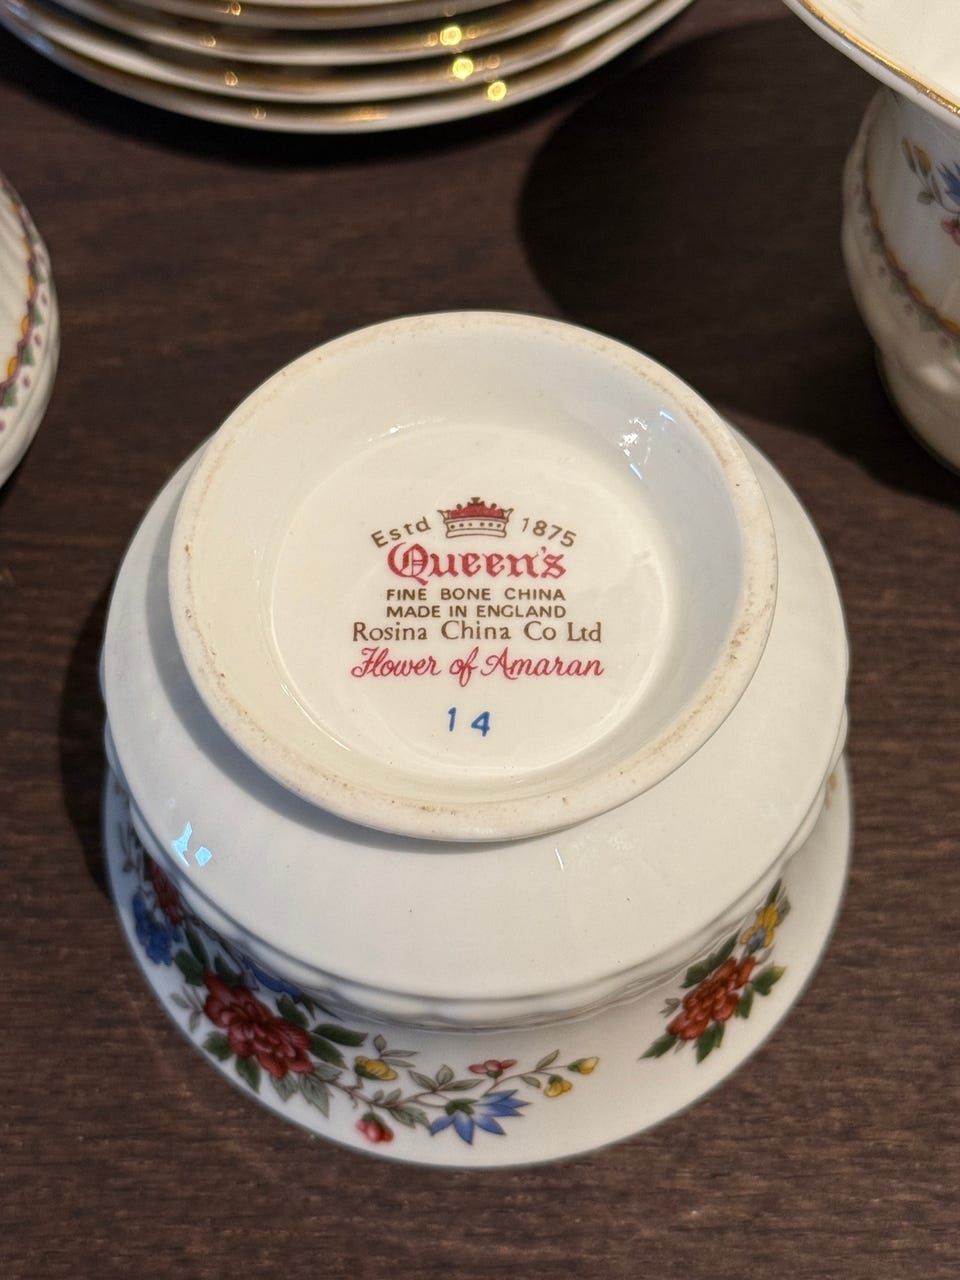 Estd 1875
Queen's
FINE BONE CHINA
MADE IN ENGLAND
Rosina China Co Ltd
Flower of Amaran
14